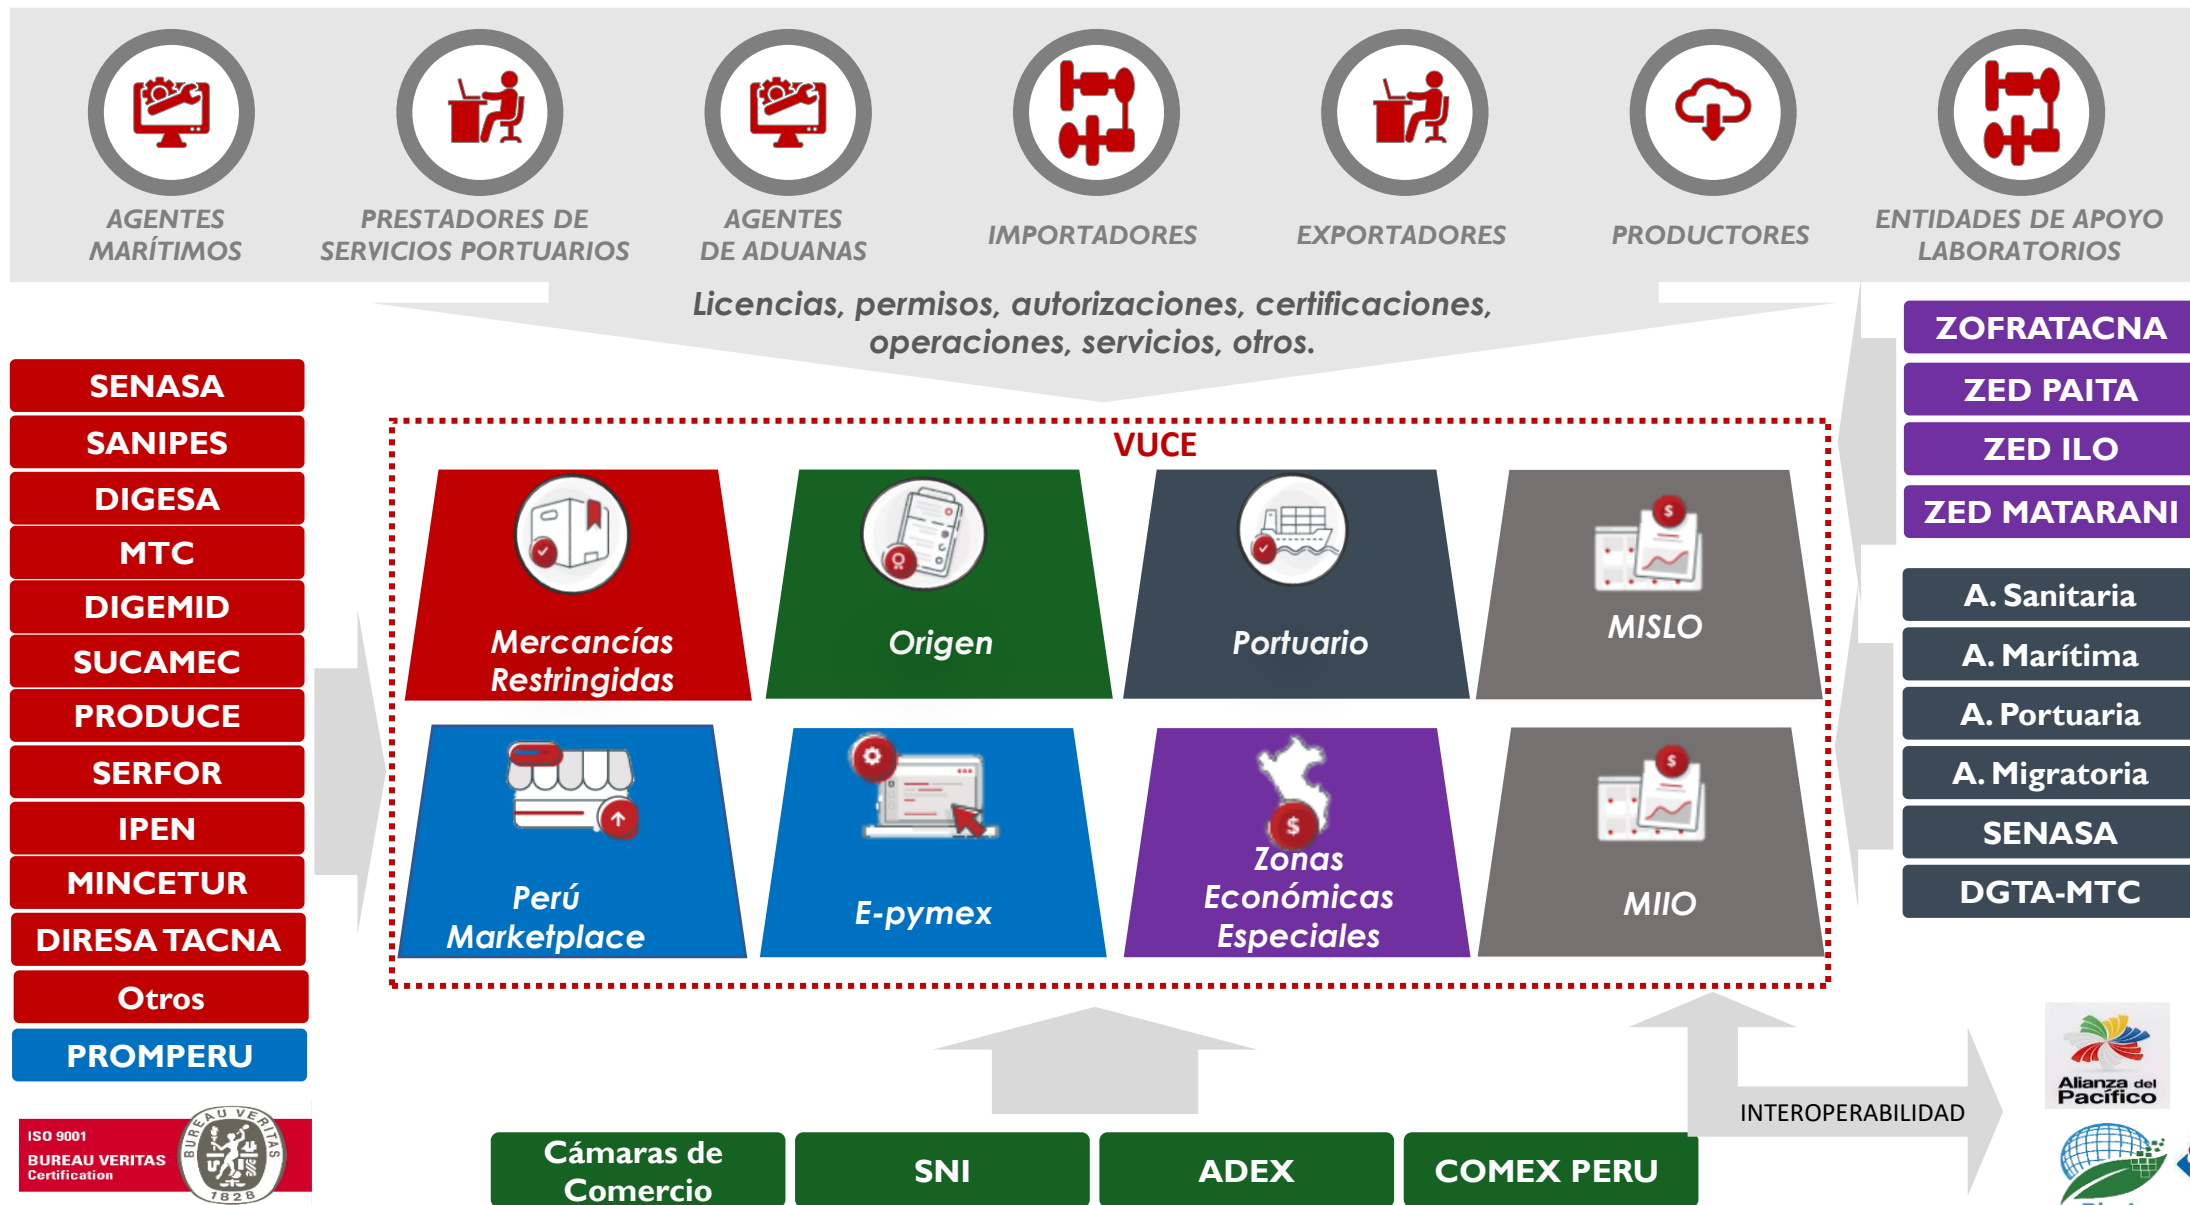 AGENTES
MARÍTIMOS
PRESTADORES DE
SERVICIOS PORTUARIOS
AGENTES
DE ADUANAS
IMPORTADORES
EXPORTADORES
PRODUCTORES
ENTIDADES DE APOYO
LABORATORIOS
Licencias, permisos, autorizaciones, certificaciones,
operaciones, servicios, otros.
SENASA
SANIPES
DIGESA
MTC
DIGEMID
SUCAMEC
PRODUCE
SERFOR
IPEN
MINCETUR
DIRESA TACNA
Otros
PROMPERU
ISO 9001
BUREAU VERITAS
Certification
BUREAU VERITAS
1828
VUCE
Mercancías
Restringidas
Origen
Portuario
MISLO
Perú
Marketplace
E-pymex
Zonas
Económicas
Especiales
MIIO
ZOFRATACNA
ZED PAITA
ZED ILO
ZED MATARANI
A. Sanitaria
A. Marítima
A. Portuaria
A. Migratoria
SENASA
DGTA-MTC
Cámaras de
Comercio
SNI
ADEX
COMEX PERU
INTEROPERABILIDAD
Alianza del
Pacífico